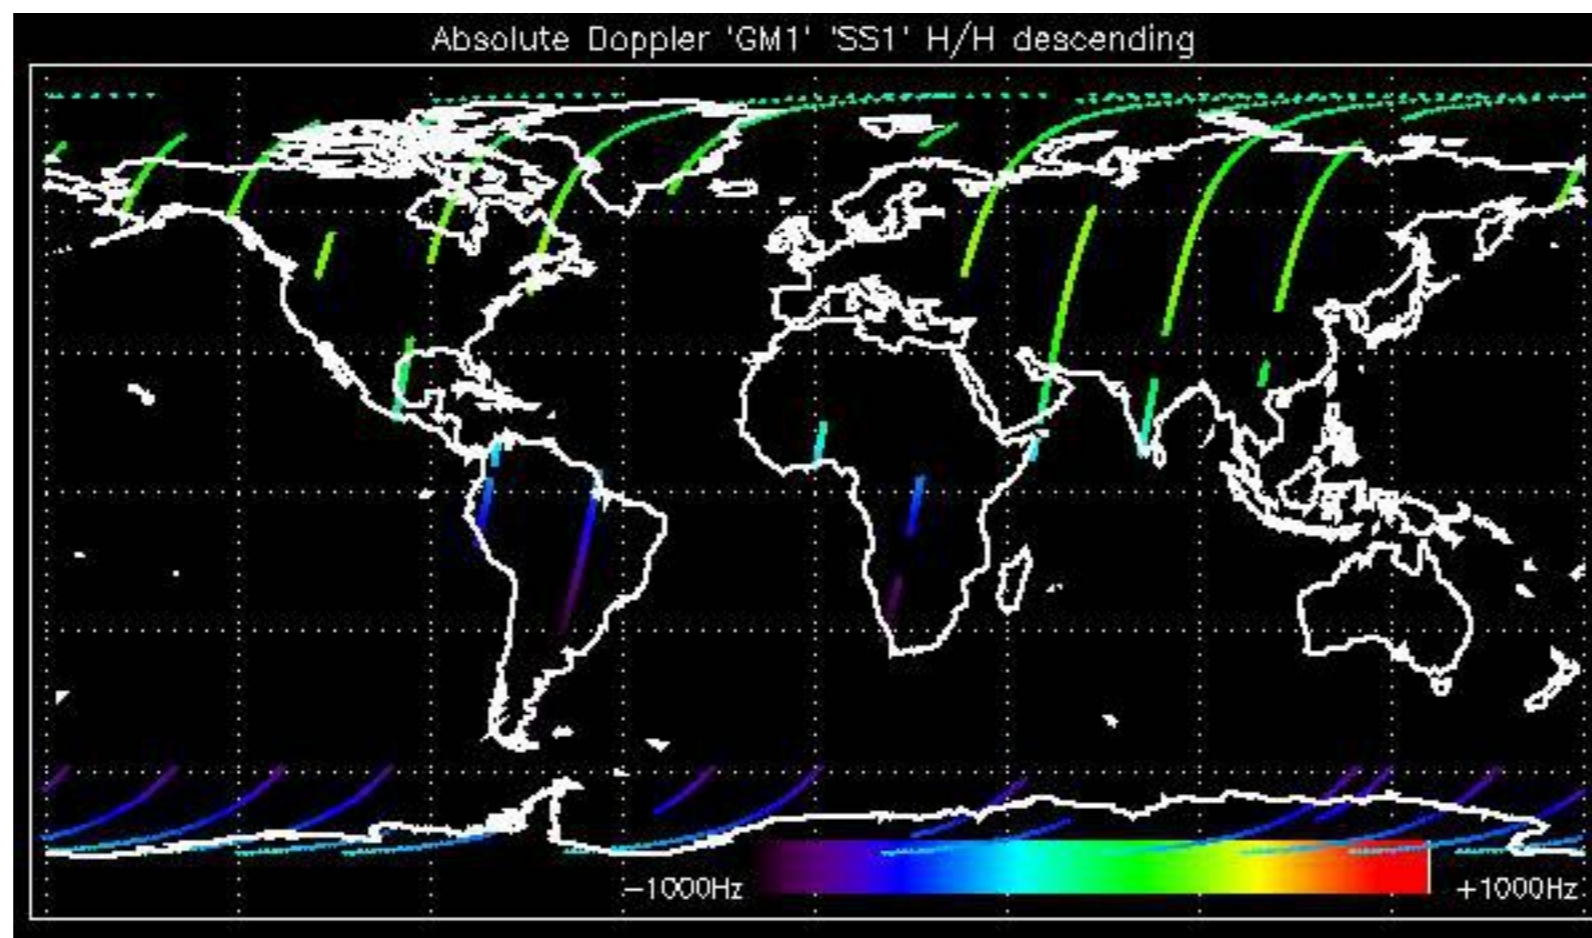 Absolute Doppler 'GM1' 'SS1' H/H descending
−1000Hz +1000Hz